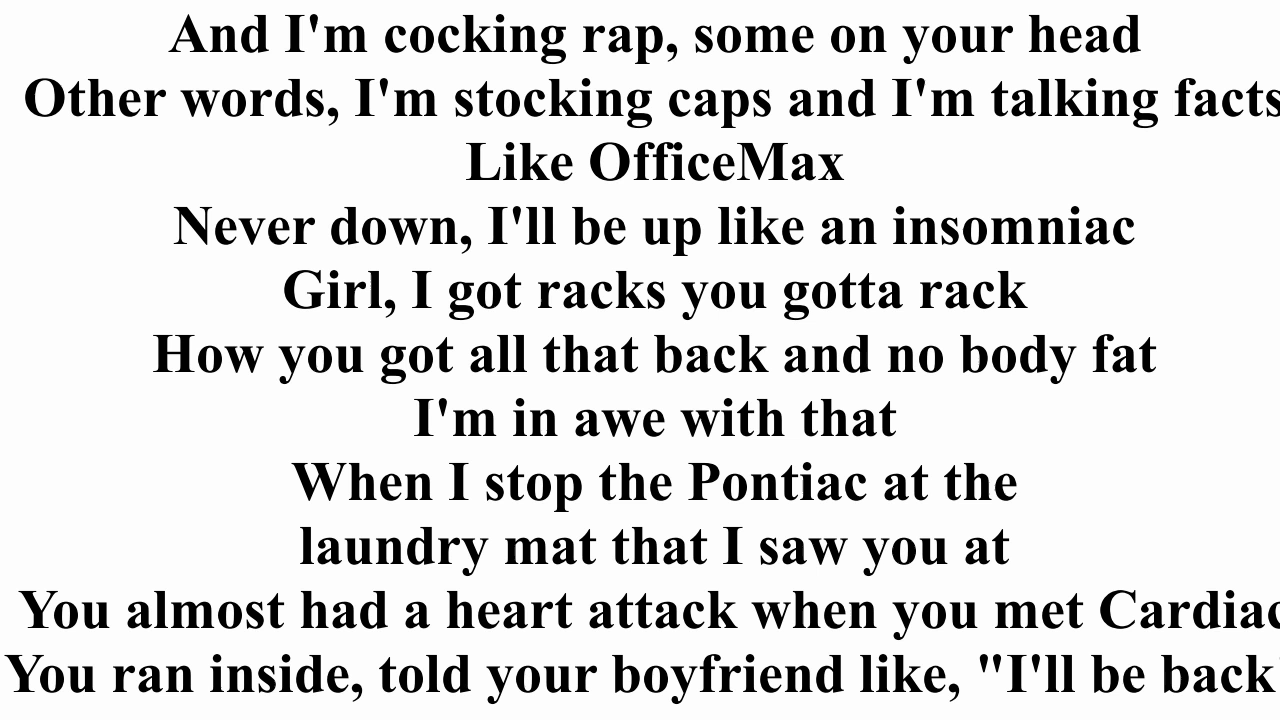 And I'm cocking rap, some on your head
Other words, I'm stocking caps and I'm talking facts
Like OfficeMax
Never down, I'll be up like an insomniac
Girl, I got racks you gotta rack
How you got all that back and no body fat
I'm in awe with that
When I stop the Pontiac at the
laundry mat that I saw you at
You almost had a heart attack when you met Cardiac
You ran inside, told your boyfriend like, "I'll be back"